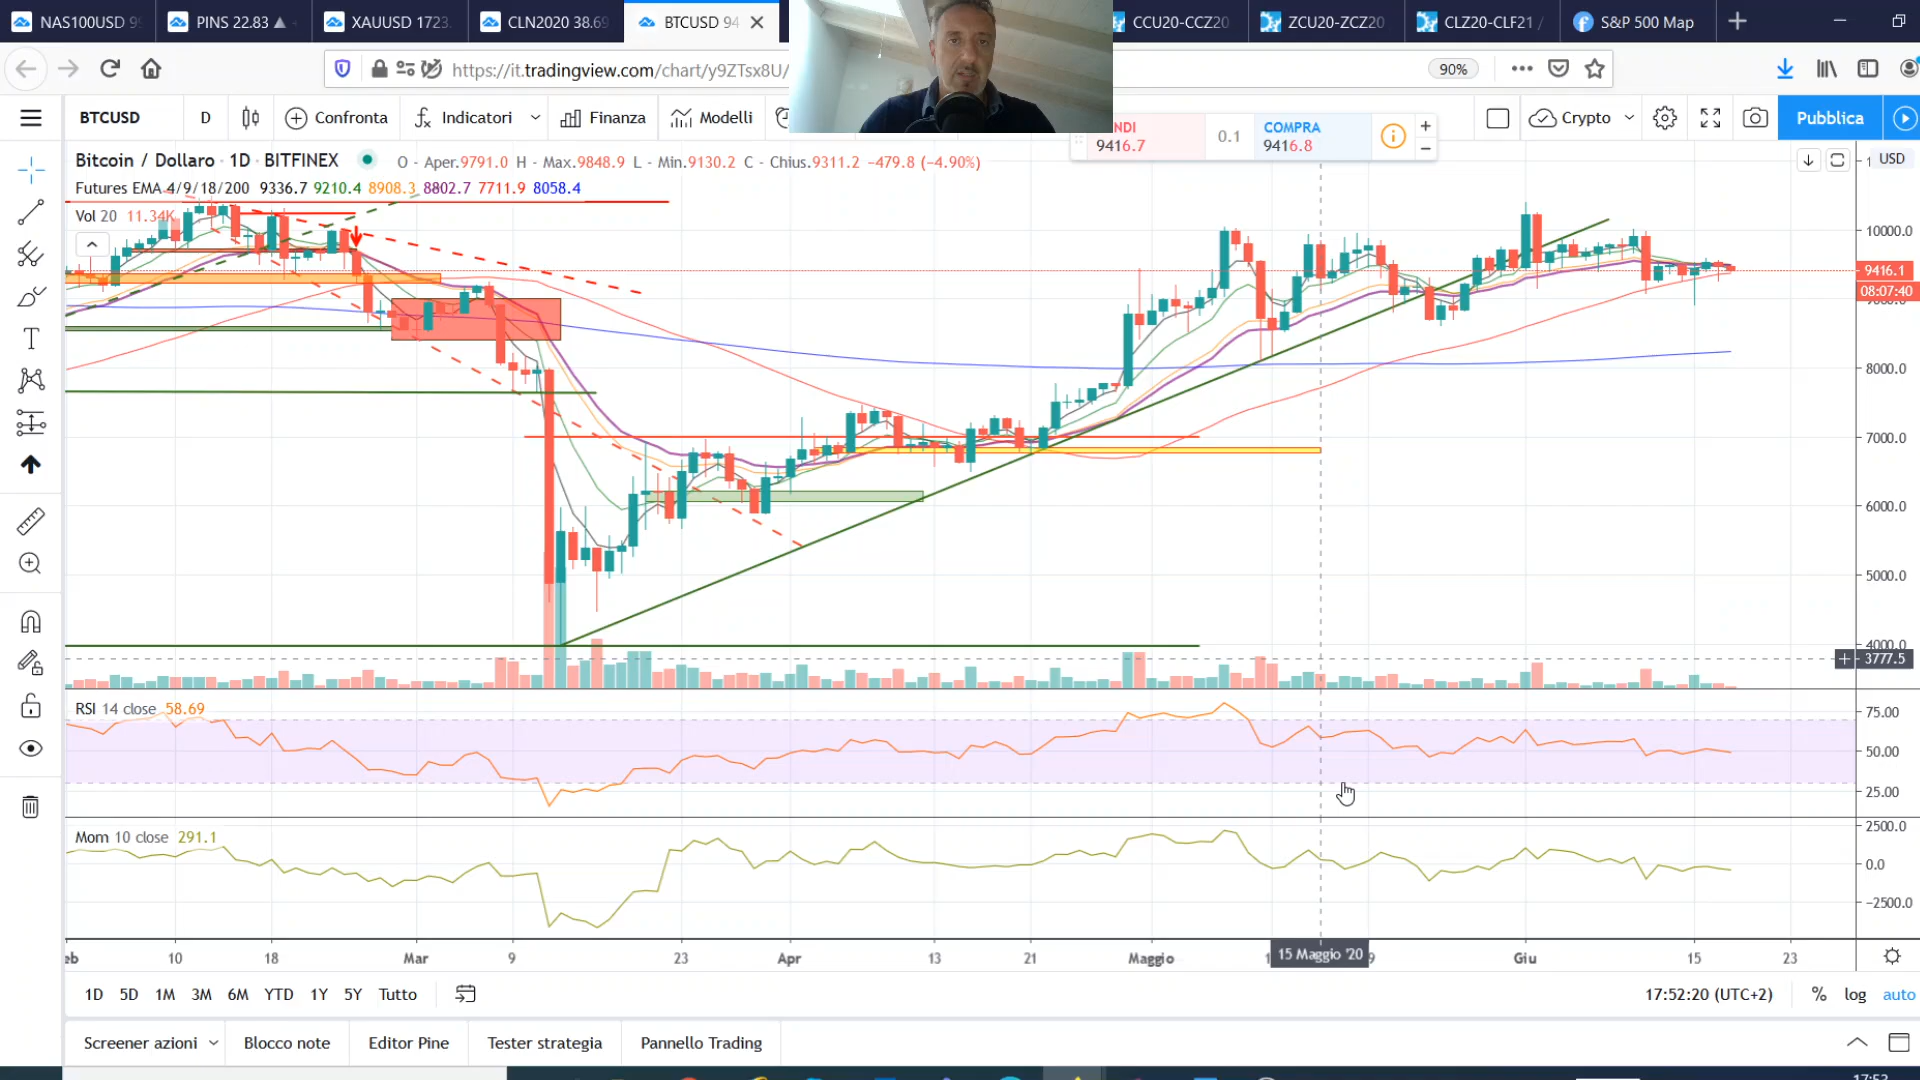 NAS100USD 9
PINS 22.83
XAUUSD 1723.
CLN2020 38.69
BTCUSD 94
CCU20-CCZ20
ZCU20-ZCZ20
CLZ20-CLF21 /
S&P 500 Map
https://it.tradingview.com/chart/y9ZTsx8U/
90%
BTCUSD
D
Confronta
Indicatori
Finanza
Modelli
NDI
9416.7
0.1
COMPRA
9416.8
Crypto
Pubblica
Bitcoin / Dollaro · 1D · BITFINEX
O - Aper.9791.0 H - Max.9848.9 L - Min.9130.2 C - Chius.9311.2 -479.8 (-4.90%)
USD
Futures EMA 4/9/18/200 9336.7 9210.4 8908.3 8802.7 7711.9 8058.4
Vol 20 11.34K
10000.0
9416.1
08:07:40
8000.0
7000.0
6000.0
5000.0
4000.0
3777.5
RSI 14 close 58.69
75.00
50.00
25.00
Mom 10 close 291.1
2500.0
0.0
−2500.0
eb
10
18
Mar
9
23
Apr
13
21
Maggio
15 Maggio '20
Giu
15
23
1D
5D
1M
3M
6M
YTD
1Y
5Y
Tutto
17:52:20 (UTC+2)
%
log
auto
Screener azioni
Blocco note
Editor Pine
Tester strategia
Pannello Trading